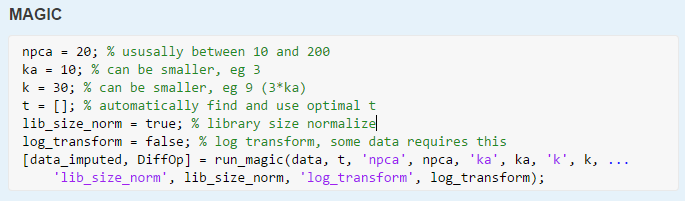 MAGIC
npca = 20; % ususally between 10 and 200
ka = 10; % can be smaller, eg 3
k = 30; % can be smaller, eg 9 (3*ka)
t = []; % automatically find and use optimal t
lib_size_norm = true; % library size normalize
log_transform = false; % log transform, some data requires this
[data_imputed, DiffOp] = run_magic(data, t, 'npca', npca, 'ka', ka, 'k', k, ...
    'lib_size_norm', lib_size_norm, 'log_transform', log_transform);